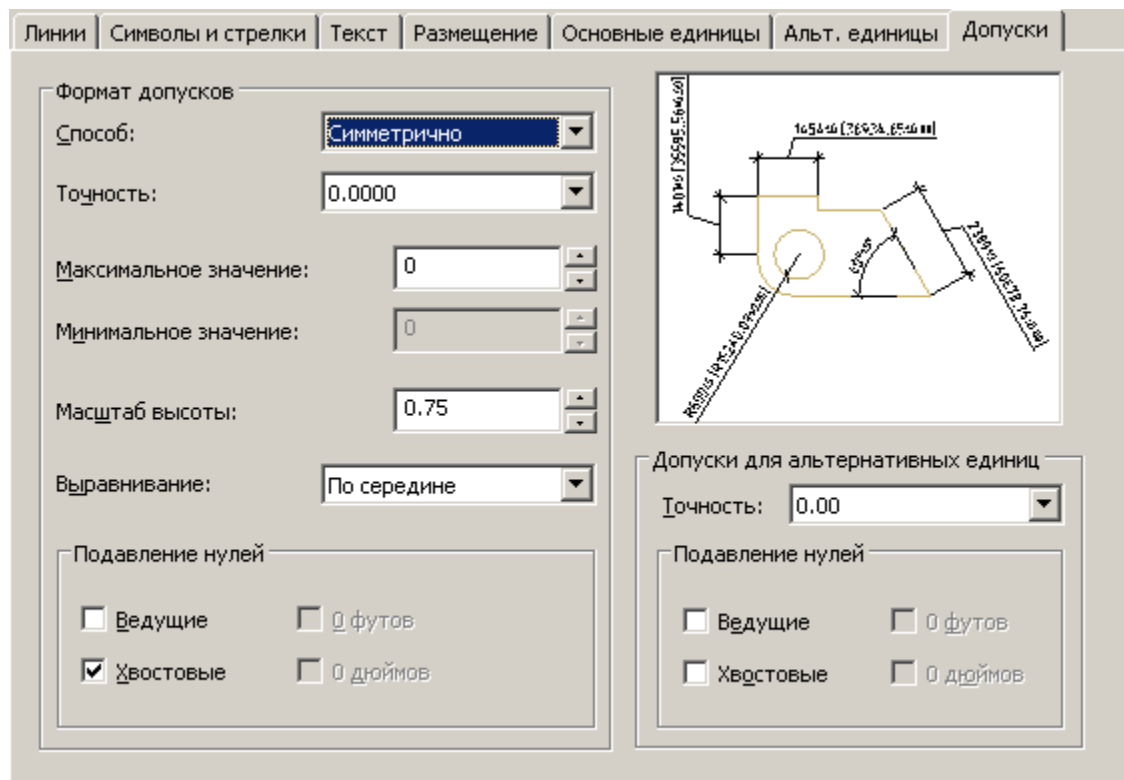 Линии Символы и стрелки Текст Размещение Основные единицы Альт. единицы Допуски
Формат допусков
Способ: Симметрично
Точность: 0.0000
Максимальное значение: 0
Минимальное значение: 0
Масштаб высоты: 0.75
Выравнивание: По середине
Подавление нулей
Ведущие 0 футов
Хвостовые 0 дюймов
Допуски для альтернативных единиц
Точность: 0.00
Подавление нулей
Ведущие 0 футов
Хвостовые 0 дюймов